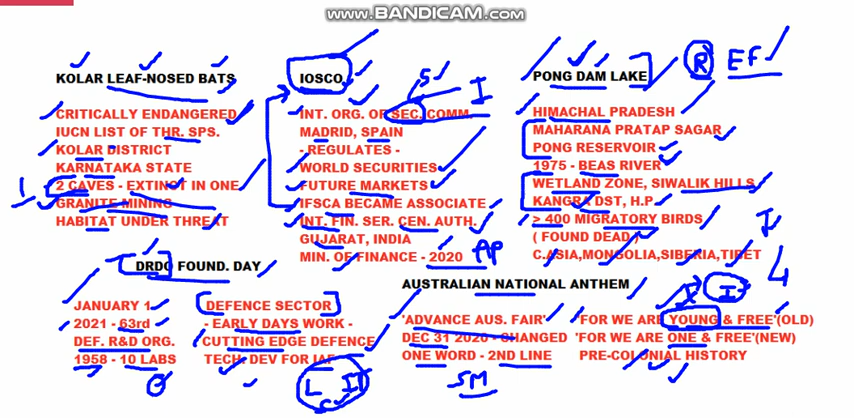 www.BANDICAM.com
KOLAR LEAF-NOSED BATS
CRITICALLY ENDANGERED
IUCN LIST OF THR. SPS.
KOLAR DISTRICT
KARNATAKA STATE
2 CAVES - EXTINCT IN ONE
GRANITE MINING
HABITAT UNDER THREAT
1
IOSCO
S
I
INT. ORG. OF SEC. COMM.
MADRID, SPAIN
- REGULATES -
WORLD SECURITIES
FUTURE MARKETS
IFSCA BECAME ASSOCIATE
INT. FIN. SER. CEN. AUTH.
GUJARAT, INDIA
MIN. OF FINANCE - 2020
AP
PONG DAM LAKE
R EF
HIMACHAL PRADESH
MAHARANA PRATAP SAGAR
PONG RESERVOIR
1975 - BEAS RIVER
WETLAND ZONE, SIWALIK HILLS
KANGRA DST, H.P
> 400 MIGRATORY BIRDS
( FOUND DEAD )
C.ASIA,MONGOLIA,SIBERIA,TIBET
I
4
DRDO FOUND. DAY
JANUARY 1
2021 - 63rd
DEF. R&D ORG.
1958 - 10 LABS
DEFENCE SECTOR
- EARLY DAYS WORK -
CUTTING EDGE DEFENCE
TECH. DEV FOR IAF
AUSTRALIAN NATIONAL ANTHEM
I
'ADVANCE AUS. FAIR'
DEC 31 2020 - CHANGED
ONE WORD - 2ND LINE
SM
'FOR WE ARE YOUNG & FREE'(OLD)
'FOR WE ARE ONE & FREE'(NEW)
PRE-COLONIAL HISTORY